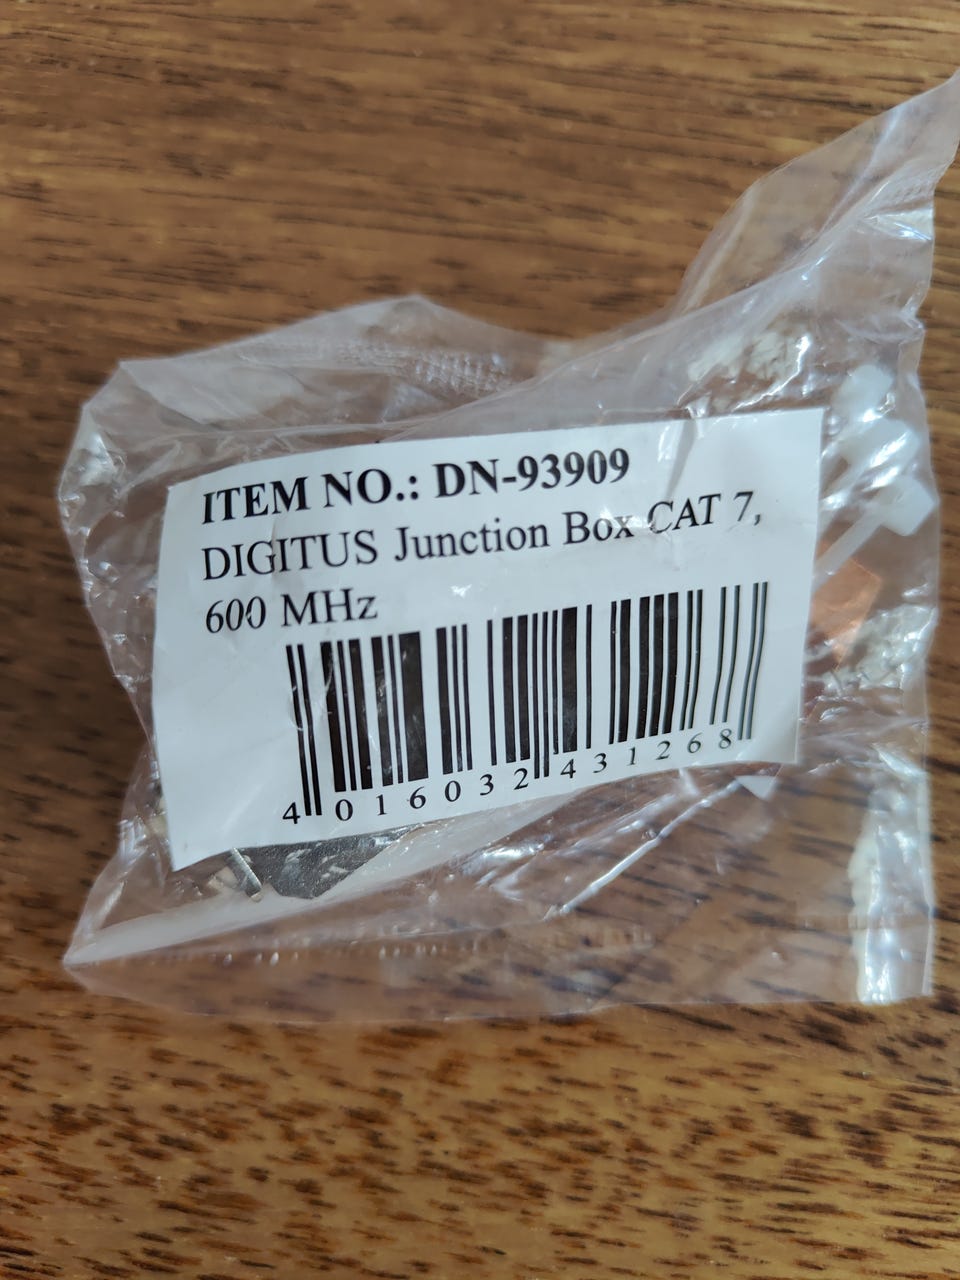 ITEM NO.: DN-93909
DIGITUS Junction Box CAT 7,
600 MHz
4 016032 431268